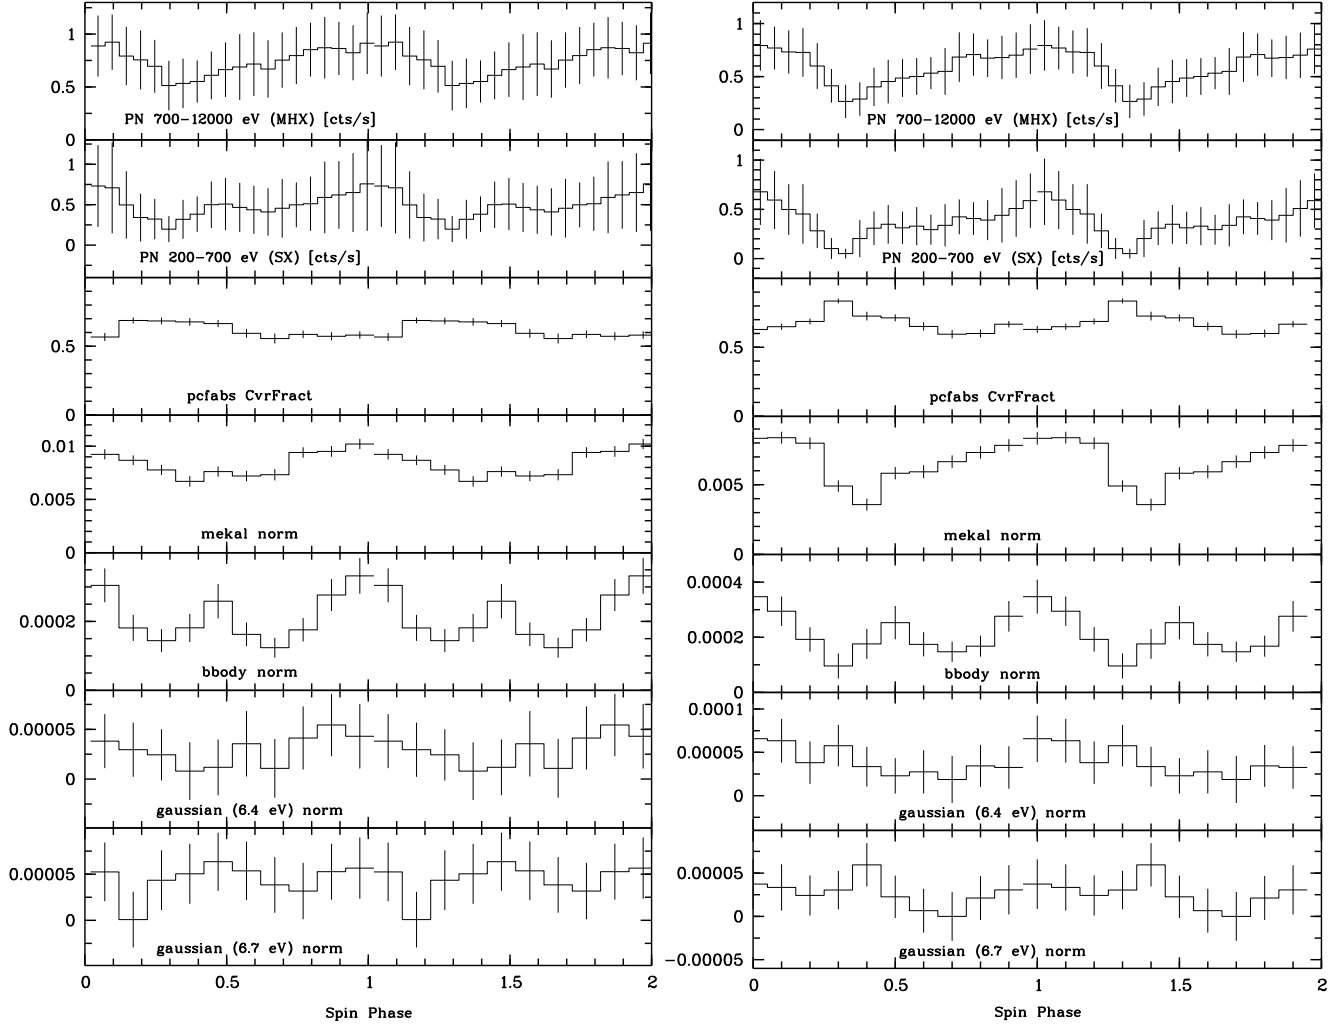 1
0.5
0
PN 700-12000 eV (MHX) [cts/s]
1
0.5
0
PN 200-700 eV (SX) [cts/s]
0.5
0
pcfabs CvrFract
0.01
0.005
0
mekal norm
0.0002
0
bbody norm
0.00005
0
gaussian (6.4 eV) norm
0.00005
0
gaussian (6.7 eV) norm
0 0.5 1 1.5 2
Spin Phase
1
0.5
0
PN 700-12000 eV (MHX) [cts/s]
1
0.5
0
PN 200-700 eV (SX) [cts/s]
0.5
0
pcfabs CvrFract
0.005
0
mekal norm
0.0004
0.0002
0
bbody norm
0.0001
0.00005
0
gaussian (6.4 eV) norm
0.00005
0
-0.00005
gaussian (6.7 eV) norm
0 0.5 1 1.5 2
Spin Phase